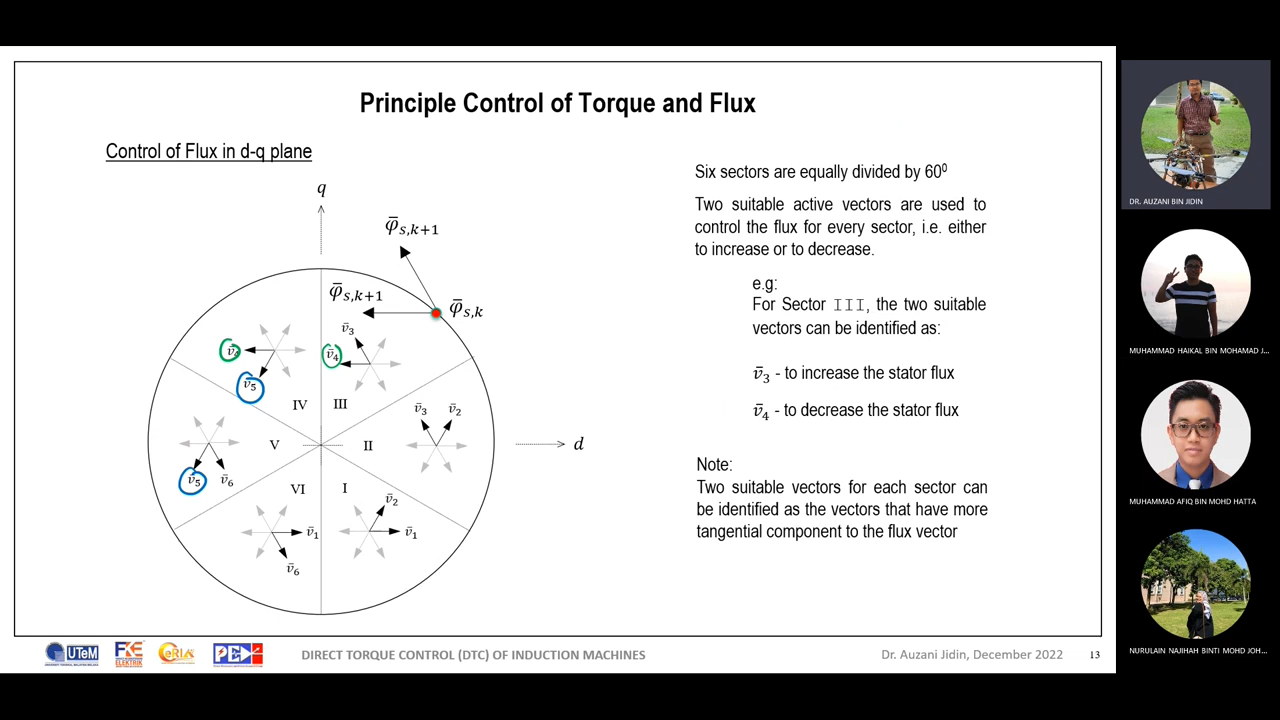 Principle Control of Torque and Flux
Control of Flux in d-q plane
q
φ̄s,k+1
φ̄s,k+1
φ̄s,k
v̄3
v̄4
v̄4
v̄5
IV
III
v̄3
v̄2
V
II
d
v̄5
v̄6
VI
I
v̄2
v̄1
v̄1
v̄6
Six sectors are equally divided by 60⁰
Two suitable active vectors are used to
control the flux for every sector, i.e. either
to increase or to decrease.
e.g:
For Sector III, the two suitable
vectors can be identified as:
v̄3 - to increase the stator flux
v̄4 - to decrease the stator flux
Note:
Two suitable vectors for each sector can
be identified as the vectors that have more
tangential component to the flux vector
UTeM
FKE
ELEKTRIK
CeRIA
DIRECT TORQUE CONTROL (DTC) OF INDUCTION MACHINES
Dr. Auzani Jidin, December 2022
13
DR. AUZANI BIN JIDIN
MUHAMMAD HAIKAL BIN MOHAMAD J...
MUHAMMAD AFIQ BIN MOHD HATTA
NURULAIN NAJIHAH BINTI MOHD JOH...